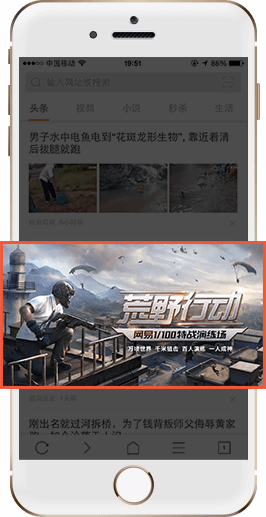 中国移动
19:51
86%
输入网址或搜索
头条 视频 小说 秒杀 生活
男子水中电鱼电到“花斑龙形生物”，靠近看清
后拔腿就跑
荒野行动
网易1/100特战演练场
万坪世界 千米狙击 百人演练 一人成神
刚出名就过河拆桥，为了钱背叛师父侮辱黄家
1